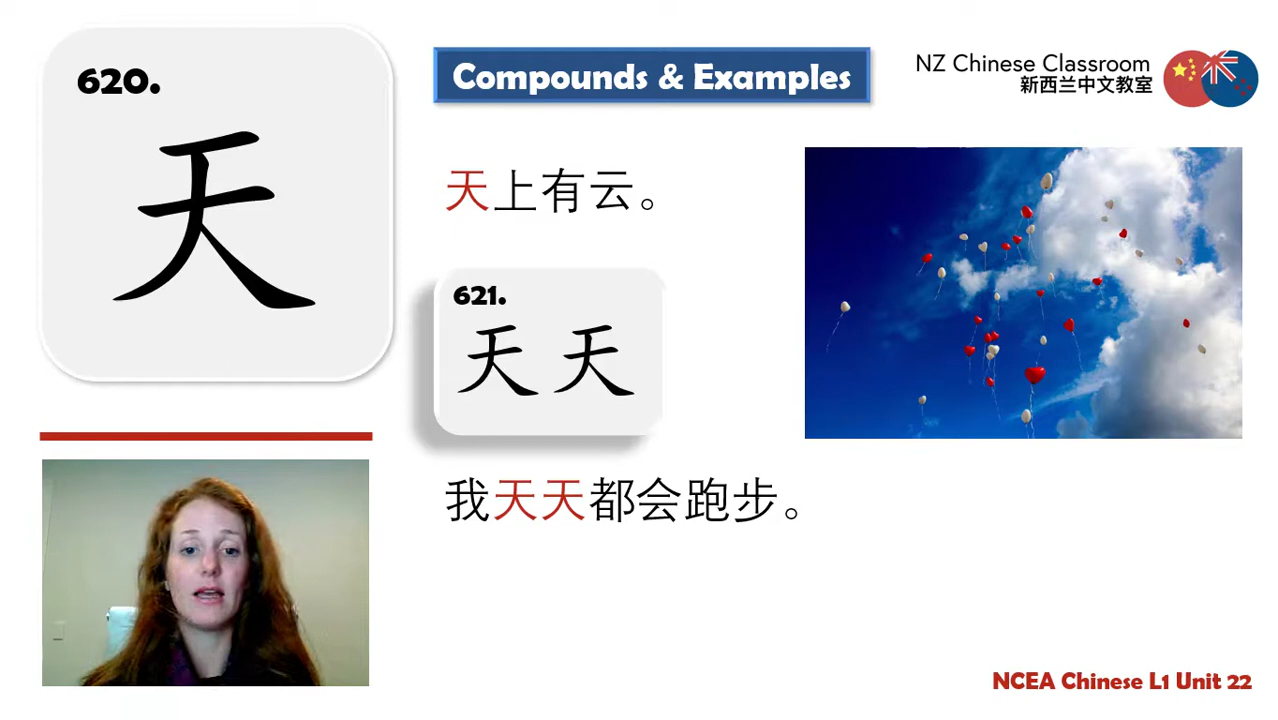 620.
天
Compounds & Examples
NZ Chinese Classroom
新西兰中文教室
天上有云。
621.
天天
我天天都会跑步。
NCEA Chinese L1 Unit 22